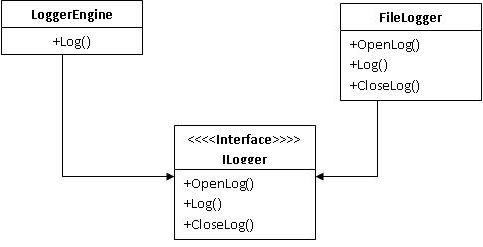 LoggerEngine
+Log()
FileLogger
+OpenLog()
+Log()
+CloseLog()
<<<<Interface>>>>
ILogger
+OpenLog()
+Log()
+CloseLog()